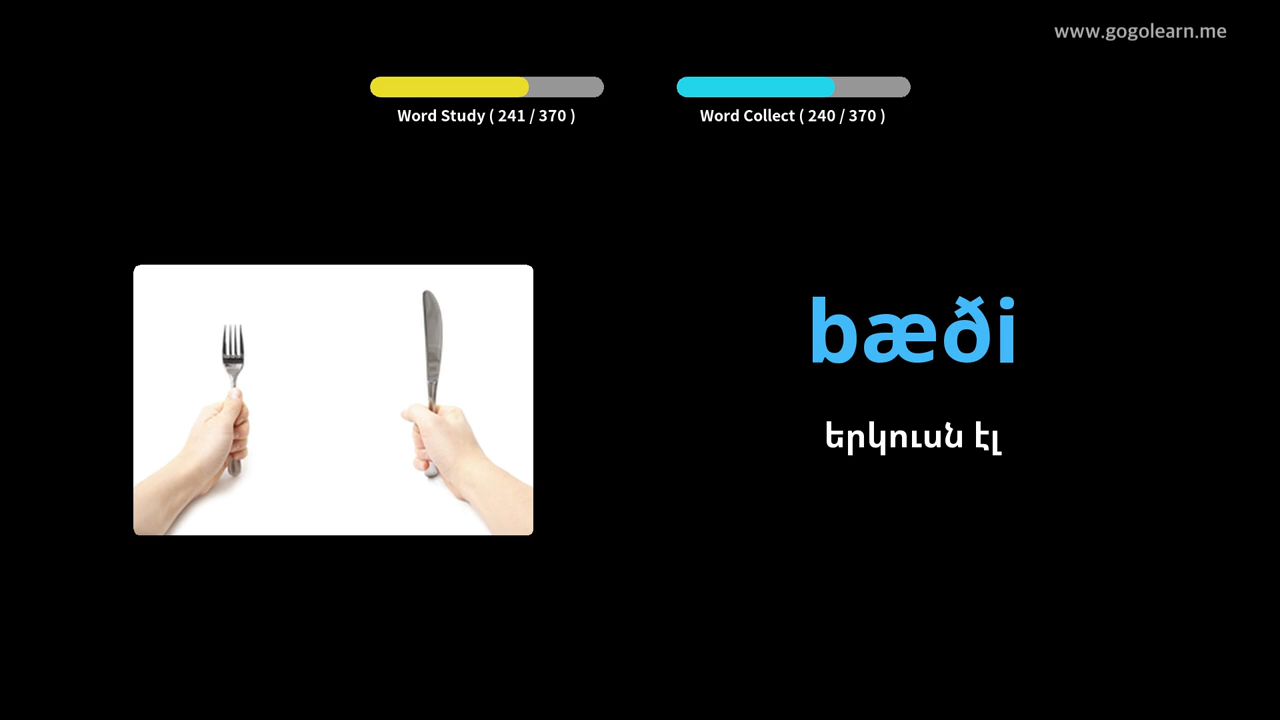 www.gogolearn.me
Word Study ( 241 / 370 )
Word Collect ( 240 / 370 )
bæði
երկուսն էլ